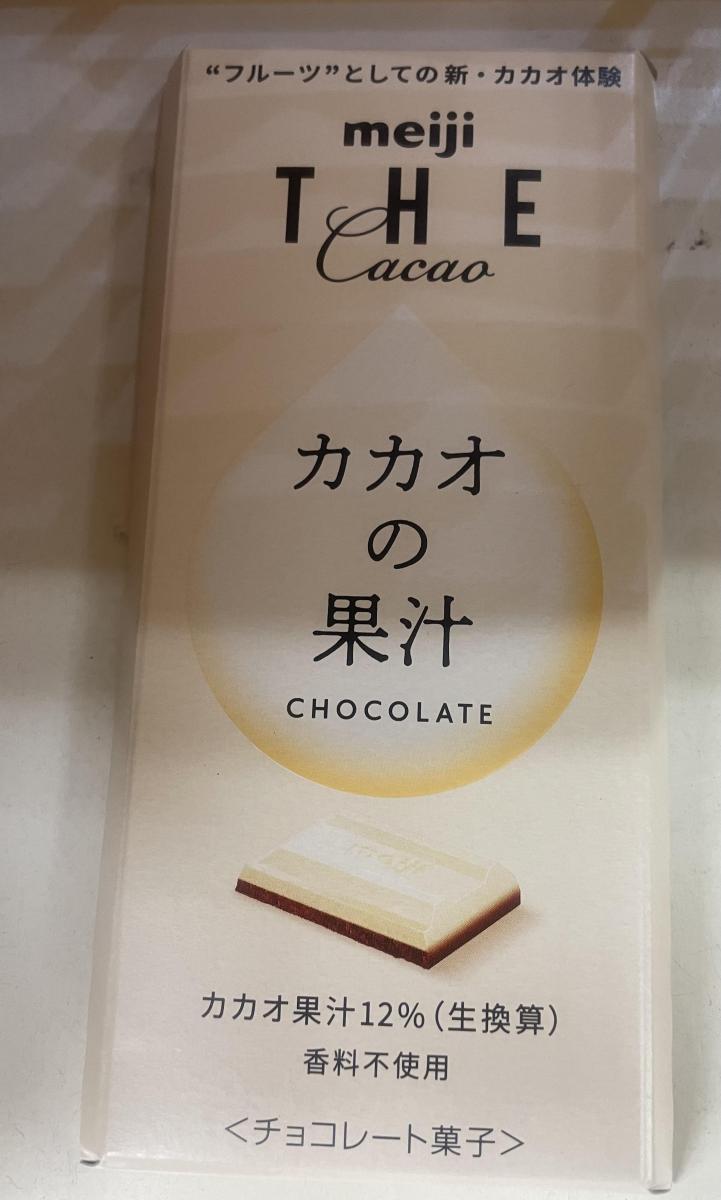 “フルーツ”としての新・カカオ体験
meiji
THE
Cacao
カカオ
の
果汁
CHOCOLATE
カカオ果汁12%(生換算)
香料不使用
<チョコレート菓子>